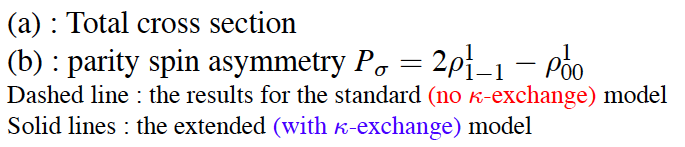 (a) : Total cross section
(b) : parity spin asymmetry P_σ = 2ρ^1_{1−1} − ρ^1_{00}
Dashed line : the results for the standard (no κ-exchange) model
Solid lines : the extended (with κ-exchange) model